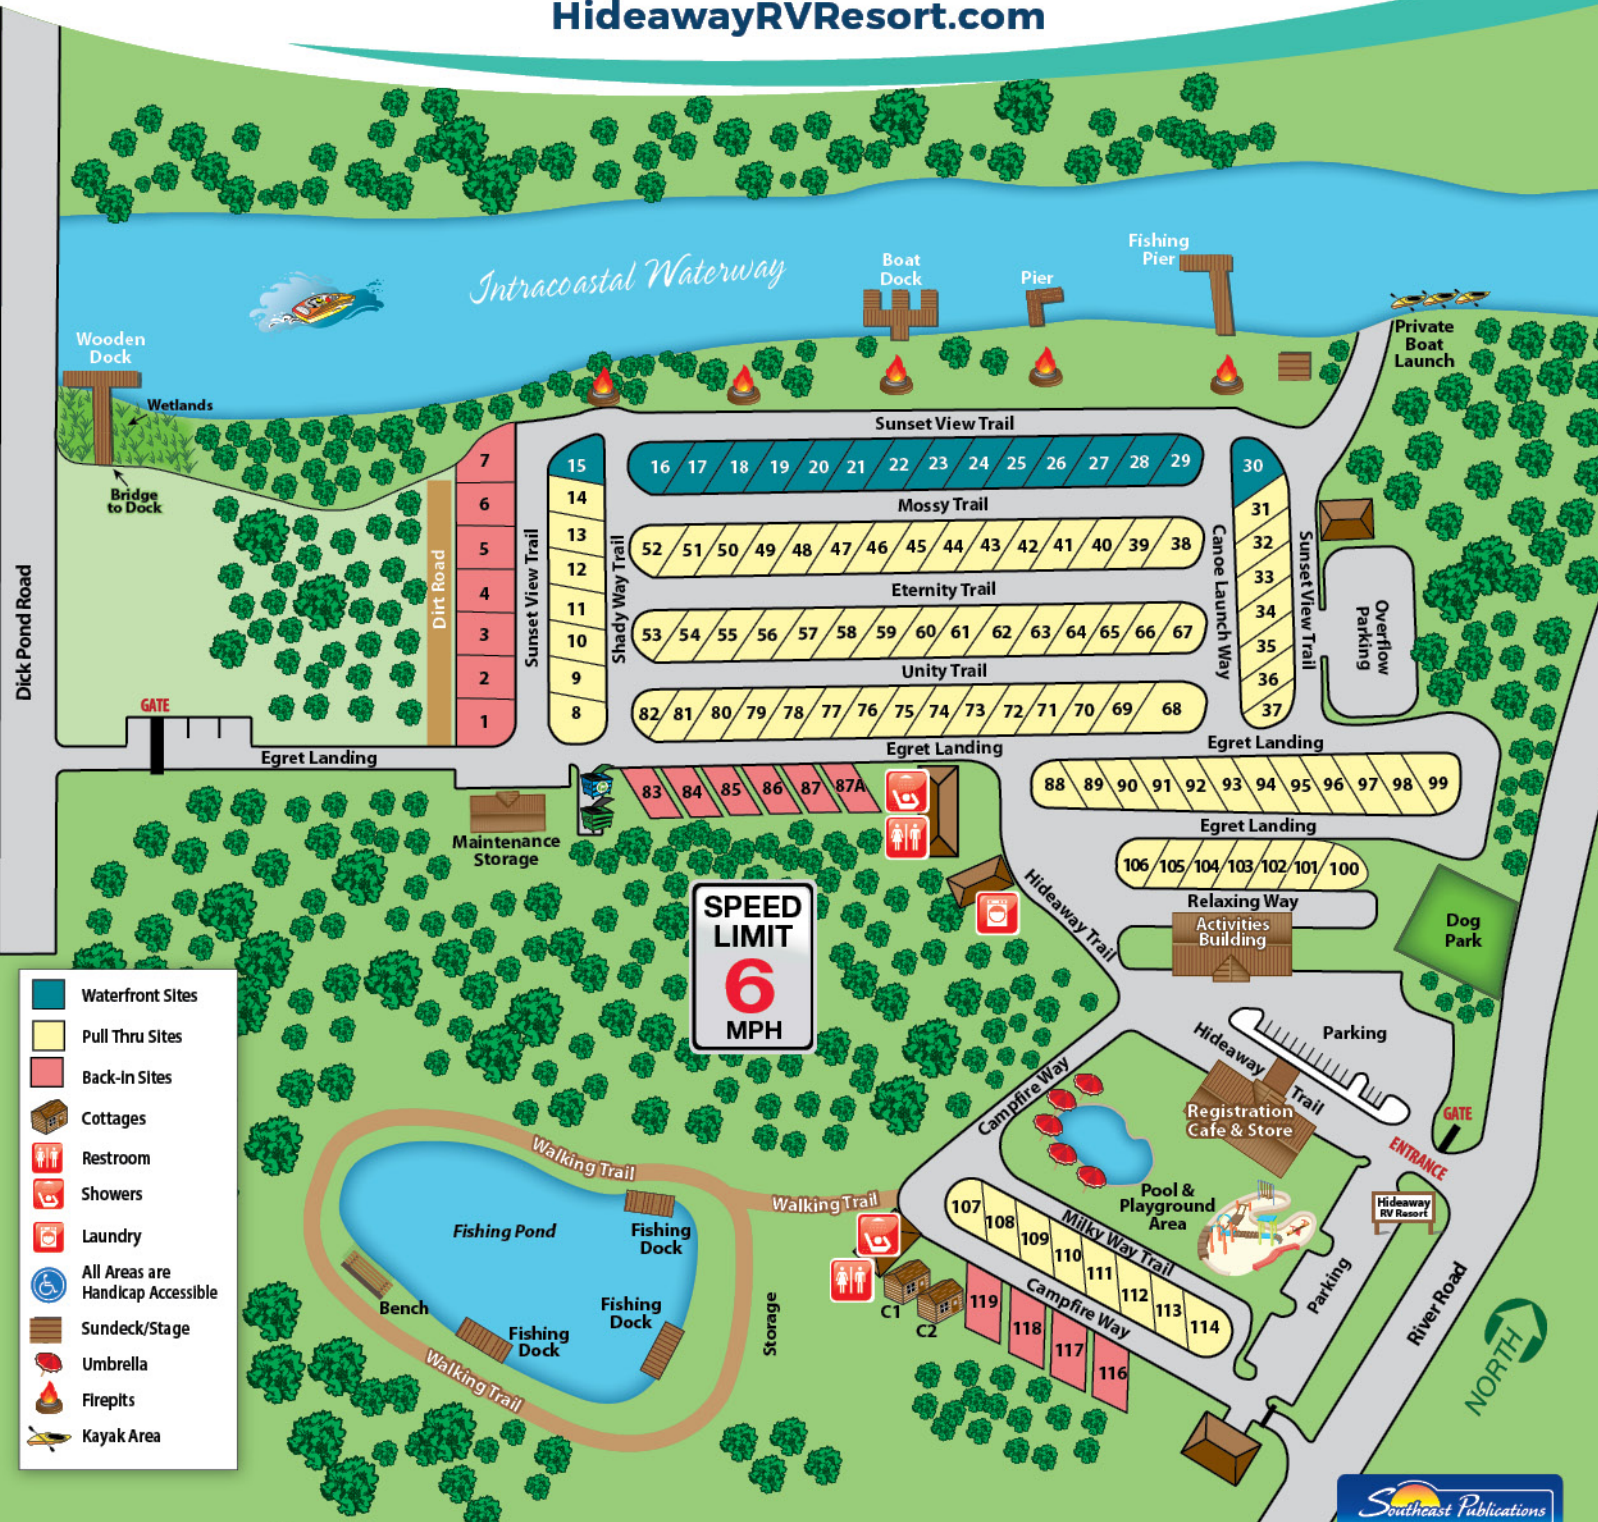 HideawayRVResort.com
Intracoastal Waterway
Wooden
Dock
Boat
Dock
Pier
Fishing
Pier
Private
Boat
Launch
Wetlands
Bridge
to Dock
Dick Pond Road
Dirt Road
GATE
Egret Landing
Sunset View Trail
7
6
5
4
3
2
1
Sunset View Trail
15
14
13
12
11
10
9
8
Shady Way Trail
16 17 18 19 20 21 22 23 24 25 26 27 28 29
Mossy Trail
52 51 50 49 48 47 46 45 44 43 42 41 40 39 38
Eternity Trail
53 54 55 56 57 58 59 60 61 62 63 64 65 66 67
Unity Trail
82 81 80 79 78 77 76 75 74 73 72 71 70 69 68
Egret Landing
Canoe Launch Way
30
31
32
33
34
35
36
37
Sunset View Trail
Overflow
Parking
Egret Landing
88 89 90 91 92 93 94 95 96 97 98 99
Egret Landing
106 105 104 103 102 101 100
Relaxing Way
Activities
Building
Dog
Park
83 84 85 86 87 87A
Maintenance
Storage
Hideaway Trail
SPEED
LIMIT
6
MPH
Parking
Hideaway
Trail
Registration
Cafe & Store
GATE
ENTRANCE
Hideaway
RV Resort
Campfire Way
Pool &
Playground
Area
Parking
River Road
NORTH
107
108
109
110
111
112
113
114
Milky Way Trail
Campfire Way
119
118
117
116
C1
C2
Walking Trail
Walking Trail
Walking Trail
Fishing Pond
Fishing
Dock
Fishing
Dock
Fishing
Dock
Bench
Storage
Waterfront Sites
Pull Thru Sites
Back-in Sites
Cottages
Restroom
Showers
Laundry
All Areas are
Handicap Accessible
Sundeck/Stage
Umbrella
Firepits
Kayak Area
Southeast Publications